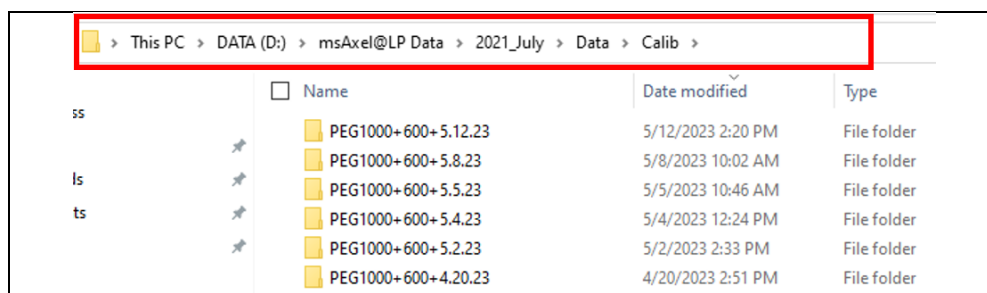 > This PC > DATA (D:) > msAxel@LP Data > 2021_July > Data > Calib >
Name Date modified Type
ss
PEG1000+600+5.12.23 5/12/2023 2:20 PM File folder
PEG1000+600+5.8.23 5/8/2023 10:02 AM File folder
ls PEG1000+600+5.5.23 5/5/2023 10:46 AM File folder
ts PEG1000+600+5.4.23 5/4/2023 12:24 PM File folder
PEG1000+600+5.2.23 5/2/2023 2:33 PM File folder
PEG1000+600+4.20.23 4/20/2023 2:51 PM File folder